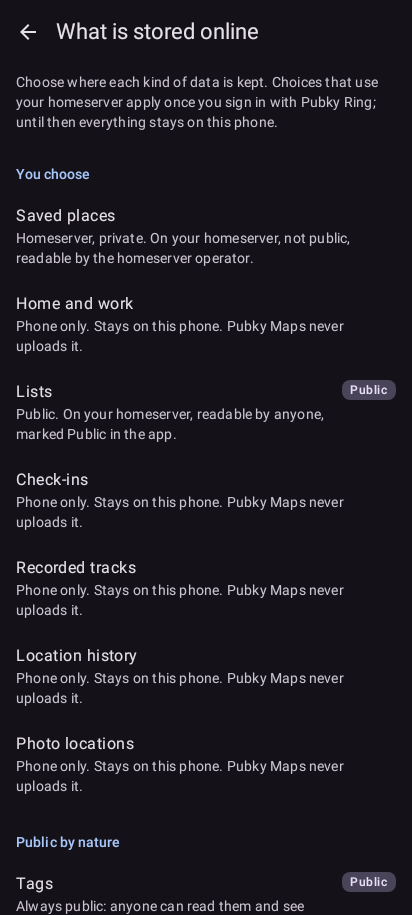 What is stored online
Choose where each kind of data is kept. Choices that use
your homeserver apply once you sign in with Pubky Ring;
until then everything stays on this phone.
You choose
Saved places
Homeserver, private. On your homeserver, not public,
readable by the homeserver operator.
Home and work
Phone only. Stays on this phone. Pubky Maps never
uploads it.
Lists
Public
Public. On your homeserver, readable by anyone,
marked Public in the app.
Check-ins
Phone only. Stays on this phone. Pubky Maps never
uploads it.
Recorded tracks
Phone only. Stays on this phone. Pubky Maps never
uploads it.
Location history
Phone only. Stays on this phone. Pubky Maps never
uploads it.
Photo locations
Phone only. Stays on this phone. Pubky Maps never
uploads it.
Public by nature
Tags
Public
Always public: anyone can read them and see